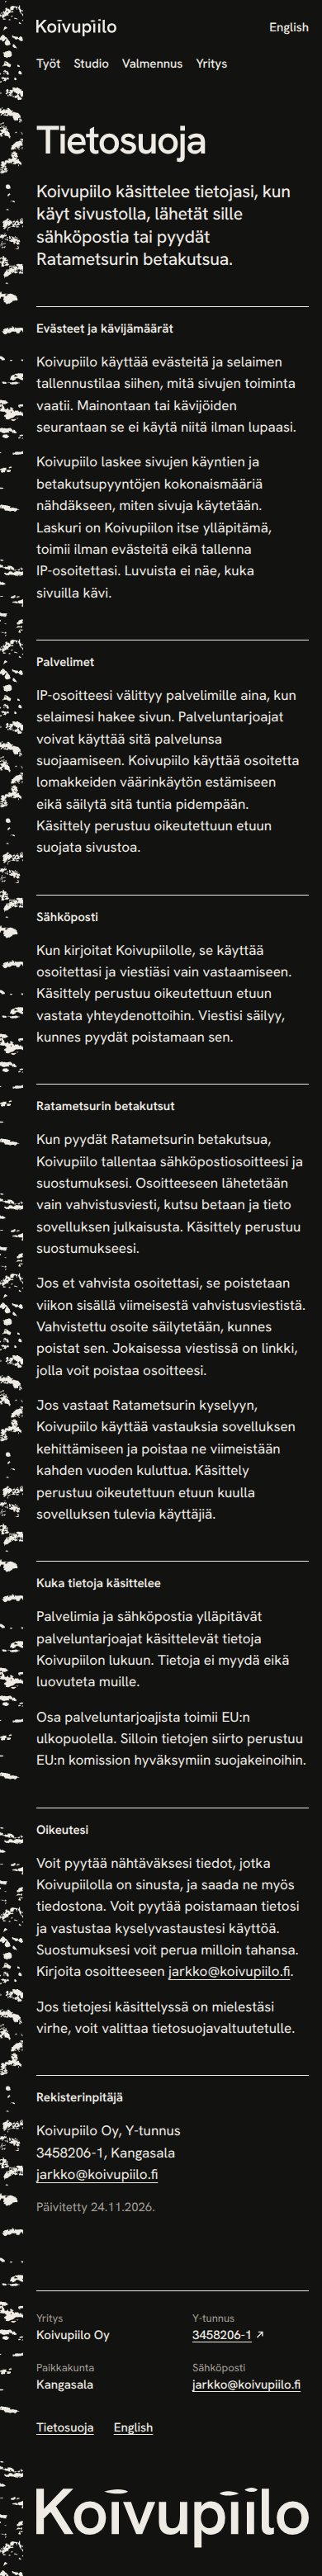 Koivupiilo
English
Työt Studio Valmennus Yritys
Tietosuoja
Koivupiilo käsittelee tietojasi, kun
käyt sivustolla, lähetät sille
sähköpostia tai pyydät
Ratametsurin betakutsua.
Evästeet ja kävijämäärät
Koivupiilo käyttää evästeitä ja selaimen
tallennustilaa siihen, mitä sivujen toiminta
vaatii. Mainontaan tai kävijöiden
seurantaan se ei käytä niitä ilman lupaasi.
Koivupiilo laskee sivujen käyntien ja
betakutsupyyntöjen kokonaismääriä
nähdäkseen, miten sivuja käytetään.
Laskuri on Koivupiilon itse ylläpitämä,
toimii ilman evästeitä eikä tallenna
IP-osoitettasi. Luvuista ei näe, kuka
sivuilla kävi.
Palvelimet
IP-osoitteesi välittyy palvelimille aina, kun
selaimesi hakee sivun. Palveluntarjoajat
voivat käyttää sitä palvelunsa
suojaamiseen. Koivupiilo käyttää osoitetta
lomakkeiden väärinkäytön estämiseen
eikä säilytä sitä tuntia pidempään.
Käsittely perustuu oikeutettuun etuun
suojata sivustoa.
Sähköposti
Kun kirjoitat Koivupiilolle, se käyttää
osoitettasi ja viestiäsi vain vastaamiseen.
Käsittely perustuu oikeutettuun etuun
vastata yhteydenottoihin. Viestisi säilyy,
kunnes pyydät poistamaan sen.
Ratametsurin betakutsut
Kun pyydät Ratametsurin betakutsua,
Koivupiilo tallentaa sähköpostiosoitteesi ja
suostumuksesi. Osoitteeseen lähetetään
vain vahvistusviesti, kutsu betaan ja tieto
sovelluksen julkaisusta. Käsittely perustuu
suostumukseesi.
Jos et vahvista osoitettasi, se poistetaan
viikon sisällä viimeisestä vahvistusviestistä.
Vahvistettu osoite säilytetään, kunnes
poistat sen. Jokaisessa viestissä on linkki,
jolla voit poistaa osoitteesi.
Jos vastaat Ratametsurin kyselyyn,
Koivupiilo käyttää vastauksia sovelluksen
kehittämiseen ja poistaa ne viimeistään
kahden vuoden kuluttua. Käsittely
perustuu oikeutettuun etuun kuulla
sovelluksen tulevia käyttäjiä.
Kuka tietoja käsittelee
Palvelimia ja sähköpostia ylläpitävät
palveluntarjoajat käsittelevät tietoja
Koivupiilon lukuun. Tietoja ei myydä eikä
luovuteta muille.
Osa palveluntarjoajista toimii EU:n
ulkopuolella. Silloin tietojen siirto perustuu
EU:n komission hyväksymiin suojakeinoihin.
Oikeutesi
Voit pyytää nähtäväksesi tiedot, jotka
Koivupiilolla on sinusta, ja saada ne myös
tiedostona. Voit pyytää poistamaan tietosi
ja vastustaa kyselyvastaustesi käyttöä.
Suostumuksesi voit perua milloin tahansa.
Kirjoita osoitteeseen jarkko@koivupiilo.fi.
Jos tietojesi käsittelyssä on mielestäsi
virhe, voit valittaa tietosuojavaltuutetulle.
Rekisterinpitäjä
Koivupiilo Oy, Y-tunnus
3458206-1, Kangasala
jarkko@koivupiilo.fi
Päivitetty 24.11.2026.
Yritys
Koivupiilo Oy
Y-tunnus
3458206-1 ↗
Paikkakunta
Kangasala
Sähköposti
jarkko@koivupiilo.fi
Tietosuoja English
Koivupiilo